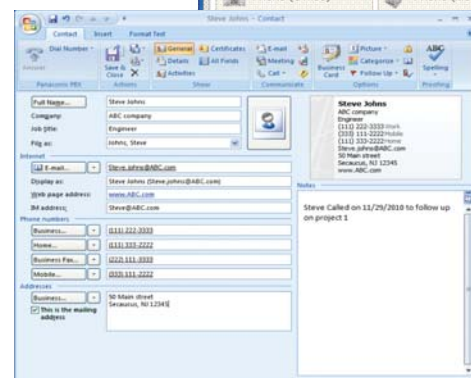 Steve Johns - Contact
Contact Insert Format Text
Dial Number
Answer
Panasonic PBX
Save & Close
Actions
General
Details
Activities
Certificates
All Fields
Show
E-mail
Meeting
Call
Communicate
Business Card
Picture
Categorize
Follow Up
Options
ABC
Spelling
Proofing
Full Name... Steve Johns
Company: ABC company
Job title: Engineer
File as: Johns, Steve
Internet
E-mail... Steve.johns@ABC.com
Display as: Steve Johns (Steve.johns@ABC.com)
Web page address: www.ABC.com
IM address: Steve@ABC.com
Phone numbers
Business... (111) 222-3333
Home... (111) 333-2222
Business Fax... (222) 111-3333
Mobile... (333) 111-2222
Addresses
Business... 50 Main street
Secaurus, NJ 12345
This is the mailing address
Steve Johns
ABC company
Engineer
(111) 222-3333 Work
(333) 111-2222 Mobile
(111) 333-2222 Home
Steve.johns@ABC.com
50 Main street
Secaurus, NJ 12345
www.ABC.com
Notes
Steve Called on 11/29/2010 to follow up
on project 1